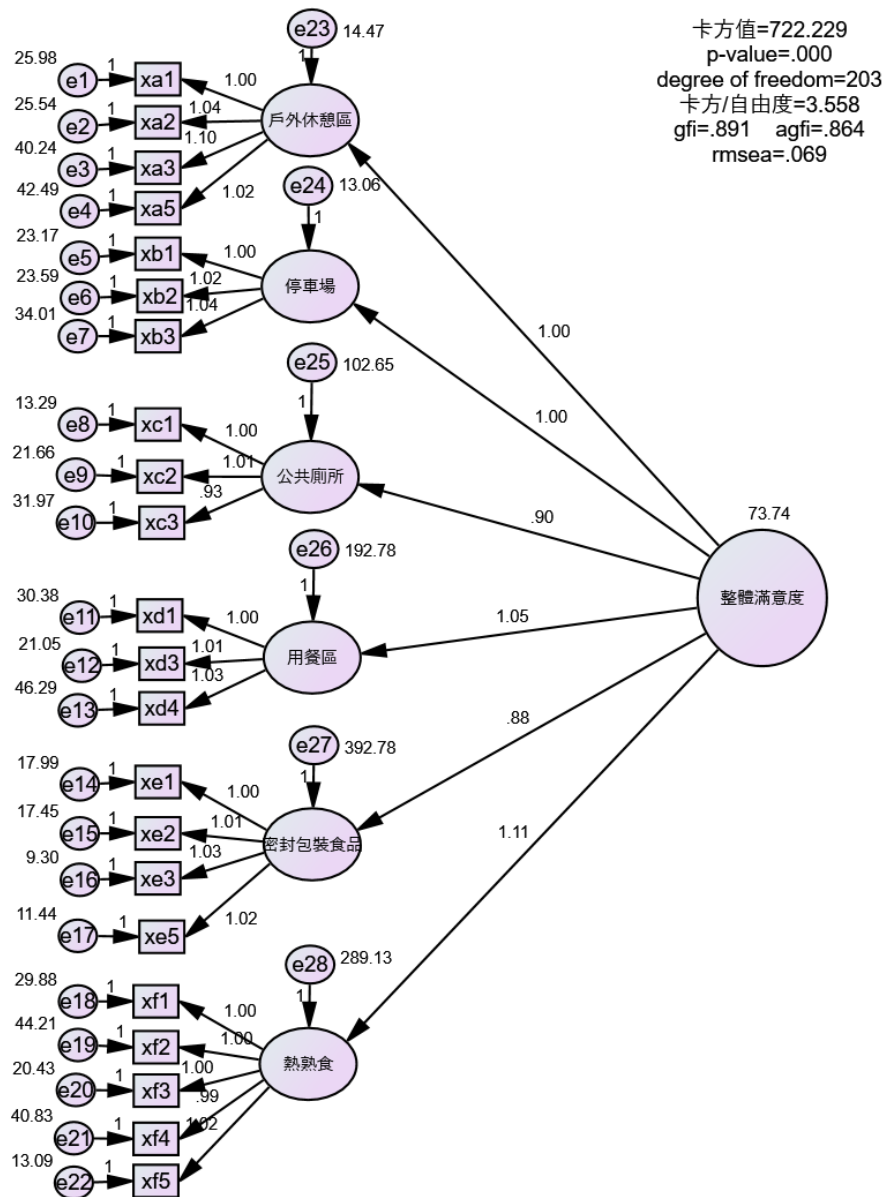 卡方值=722.229
p-value=.000
degree of freedom=203
卡方/自由度=3.558
gfi=.891 agfi=.864
rmsea=.069
e23
14.47
1
25.98
e1
1
xa1
1.00
25.54
e2
1
xa2
1.04
戶外休憩區
40.24
e3
1
xa3
1.10
42.49
e4
1
xa5
1.02
e24
13.06
1
23.17
e5
1
xb1
1.00
23.59
e6
1
xb2
1.02
停車場
34.01
e7
1
xb3
1.04
1.00
e25
102.65
1
1.00
13.29
e8
1
xc1
1.00
21.66
e9
1
xc2
1.01
公共廁所
31.97
e10
1
xc3
.93
.90
73.74
整體滿意度
e26
192.78
1
30.38
e11
1
xd1
1.00
1.05
21.05
e12
1
xd3
1.01
用餐區
46.29
e13
1
xd4
1.03
.88
e27
392.78
1
17.99
e14
1
xe1
1.00
17.45
e15
1
xe2
1.01
密封包裝食品
1.11
9.30
e16
1
xe3
1.03
11.44
e17
1
xe5
1.02
e28
289.13
1
29.88
e18
1
xf1
1.00
44.21
e19
1
xf2
1.00
熱熟食
20.43
e20
1
xf3
1.00
40.83
e21
1
xf4
.99
13.09
e22
1
xf5
1.02